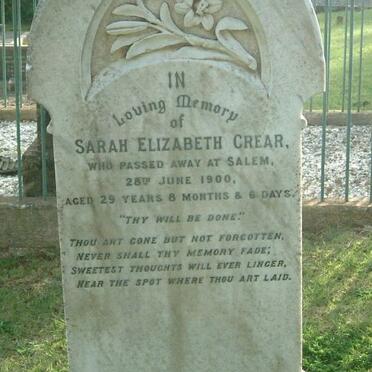 IN
Loving Memory
of
SARAH ELIZABETH CREAR,
WHO PASSED AWAY AT SALEM,
28TH JUNE 1900,
AGED 29 YEARS 8 MONTHS & 6 DAYS.
"THY WILL BE DONE."
THOU ART GONE BUT NOT FORGOTTEN,
NEVER SHALL THY MEMORY FADE;
SWEETEST THOUGHTS WILL EVER LINGER,
NEAR THE SPOT WHERE THOU ART LAID.